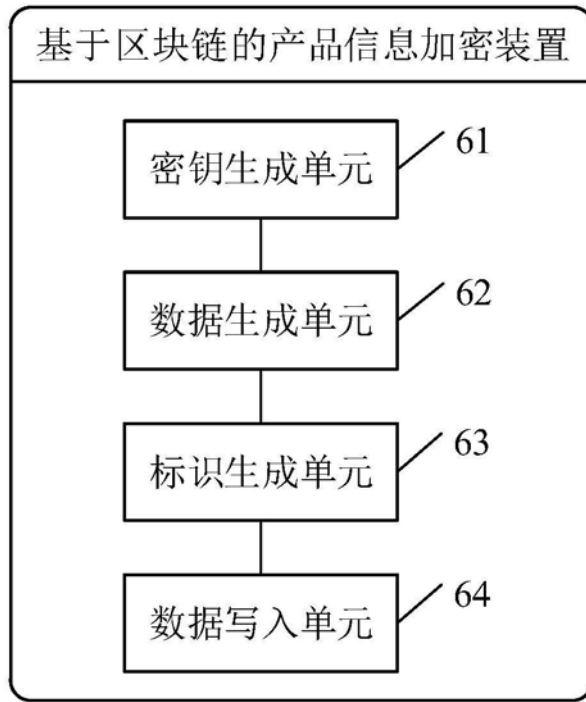 基于区块链的产品信息加密装置
密钥生成单元
61
数据生成单元
62
标识生成单元
63
数据写入单元
64